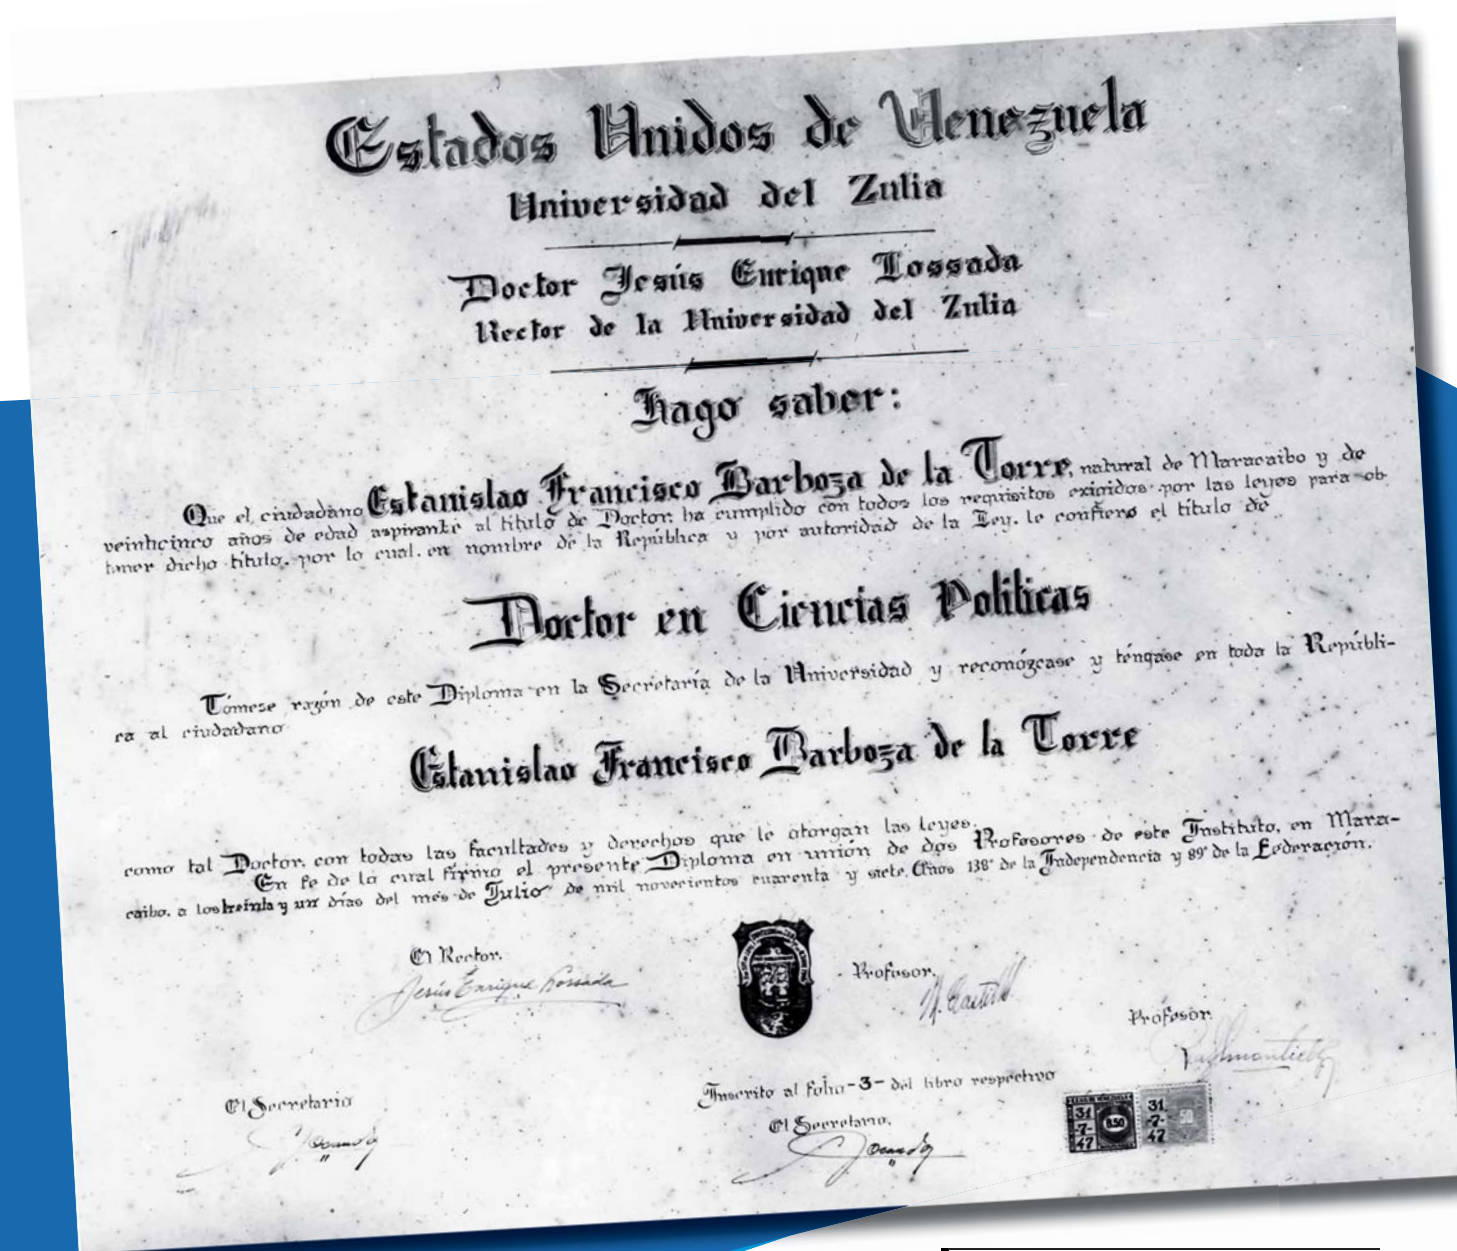 Estados Unidos de Venezuela
Universidad del Zulia
Doctor Jesús Enrique Lossada
Rector de la Universidad del Zulia
Hago saber:
Que el ciudadano Estanislao Francisco Barboza de la Torre, natural de Maracaibo y de
veinticinco años de edad aspirante al título de Doctor, ha cumplido con todos los requisitos exigidos por las leyes para ob
tener dicho título, por lo cual, en nombre de la República y por autoridad de la Ley, le confiero el título de
Doctor en Ciencias Políticas
Tómese razón de este Diploma en la Secretaría de la Universidad y reconózcase y téngase en toda la Repúbli-
ca al ciudadano
Estanislao Francisco Barboza de la Torre
como tal Doctor, con todas las facultades y derechos que le otorgan las leyes.
En fe de lo cual firmo el presente Diploma en unión de dos Profesores de este Instituto, en Mara-
caibo, a los treinta y un días del mes de Julio de mil novecientos cuarenta y siete. Años 138° de la Independencia y 89° de la Federación.
El Rector,
Jesús Enrique Lossada
Profesor,
Profesor,
El Secretario
Inscrito al folio -3- del libro respectivo
El Secretario,
31
-7-
47
8.50
31
-7-
47
50